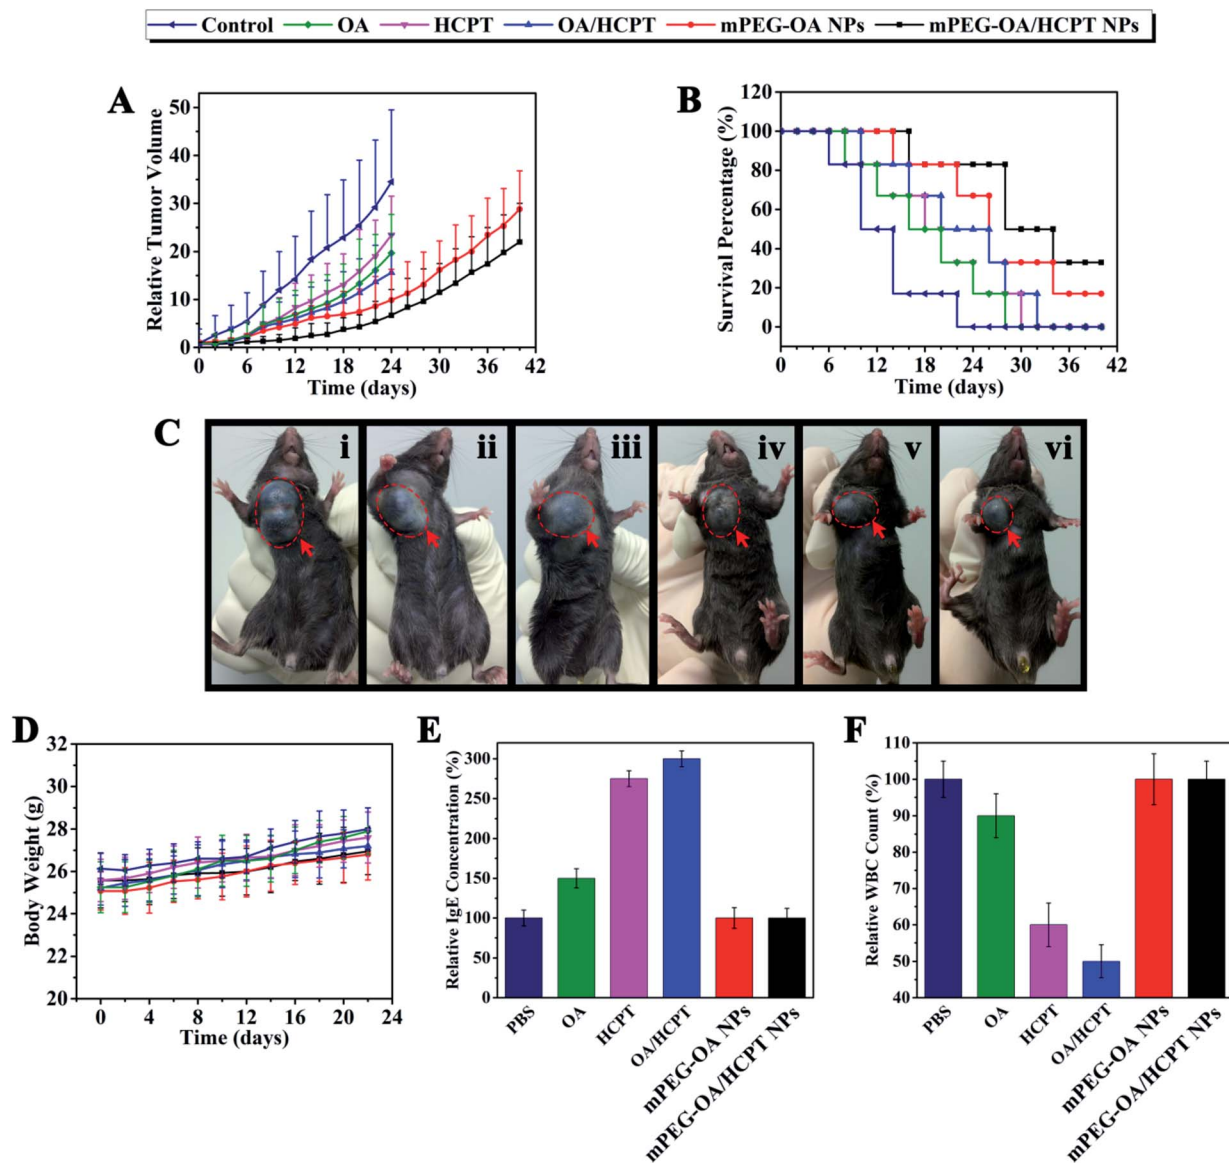 Control OA HCPT OA/HCPT mPEG-OA NPs mPEG-OA/HCPT NPs
A
Relative Tumor Volume
50
40
30
20
10
0
0 6 12 18 24 30 36 42
Time (days)
B
Survival Percentage (%)
120
100
80
60
40
20
0
0 6 12 18 24 30 36 42
Time (days)
C
i ii iii iv v vi
D
Body Weight (g)
32
30
28
26
24
22
20
0 4 8 12 16 20 24
Time (days)
E
Relative IgE Concentration (%)
300
250
200
150
100
50
0
PBS
OA
HCPT
OA/HCPT
mPEG-OA NPs
mPEG-OA/HCPT NPs
F
Relative WBC Count (%)
110
100
90
80
70
60
50
40
PBS
OA
HCPT
OA/HCPT
mPEG-OA NPs
mPEG-OA/HCPT NPs